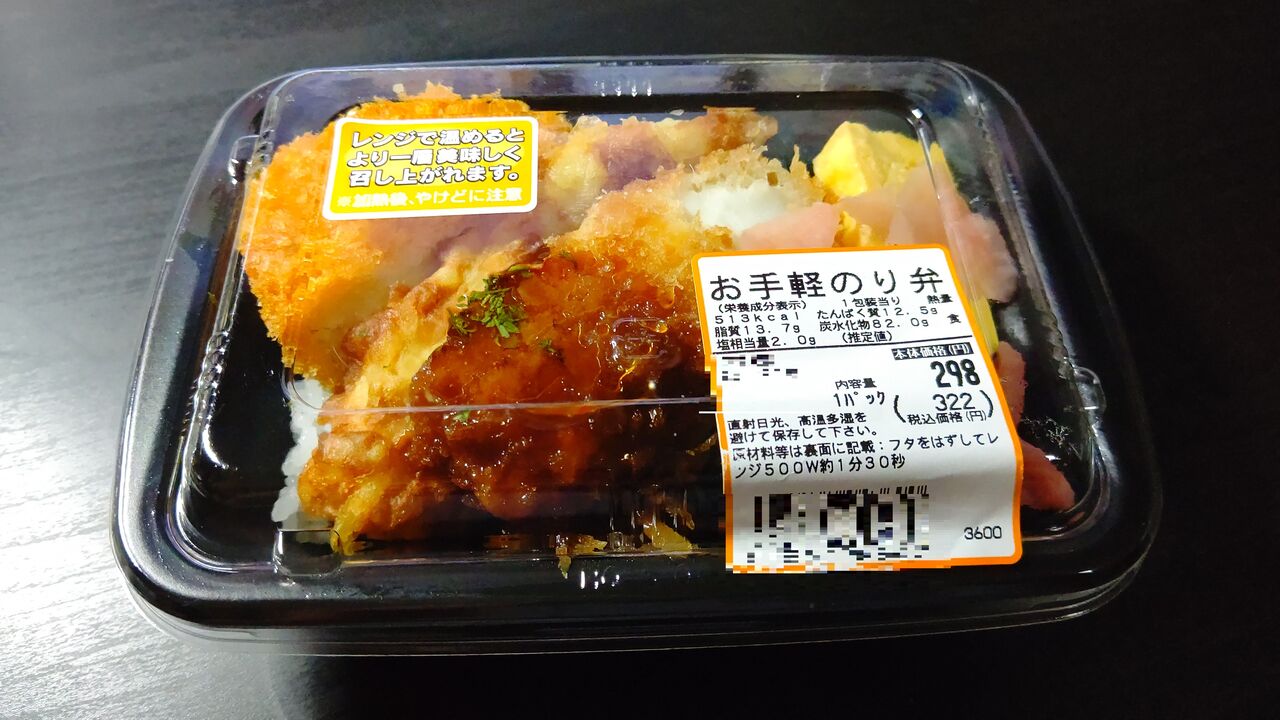 レンジで温めると
より一層美味しく
召し上がれます。
※加熱後、やけどに注意
お手軽のり弁
(栄養成分表示) 1包装当り 熱量
513kcal たんぱく質12.5g
脂質13.7g 炭水化物82.0g 食
塩相当量2.0g (推定値)
本体価格(円)
298
内容量
1パック
(322)
税込価格(円)
直射日光、高温多湿を
避けて保存して下さい。
原材料等は裏面に記載:フタをはずしてレ
ンジ500W約1分30秒
3600